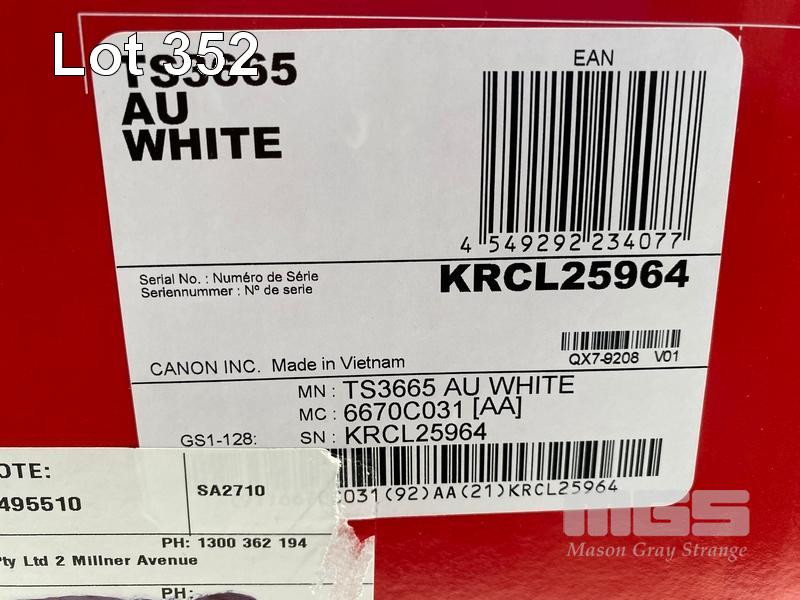 Lot 352
TS3665
AU
WHITE
EAN
4 549292 234077
Serial No. : Numéro de Série
Seriennummer : Nº de serie
KRCL25964
QX7-9208 V01
CANON INC. Made in Vietnam
MN : TS3665 AU WHITE
MC : 6670C031 [AA]
GS1-128: SN : KRCL25964
C031(92)AA(21)KRCL25964
OTE:
495510
SA2710
PH: 1300 362 194
Pty Ltd 2 Millner Avenue
PH:
MGS
Mason Gray Strange